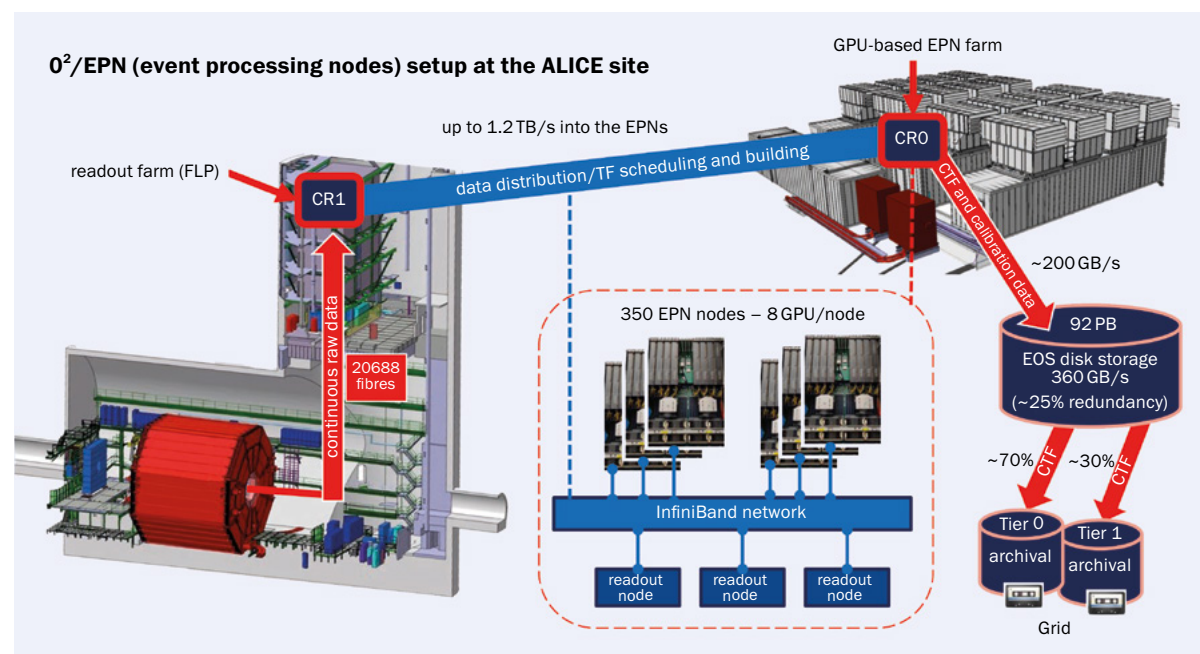 0²/EPN (event processing nodes) setup at the ALICE site
GPU-based EPN farm
up to 1.2 TB/s into the EPNs
CR0
readout farm (FLP)
CR1
data distribution/TF scheduling and building
CTF and calibration data
~200 GB/s
continuous raw data
20688
fibres
350 EPN nodes – 8 GPU/node
InfiniBand network
readout
node
readout
node
readout
node
92 PB
EOS disk storage
360 GB/s
(~25% redundancy)
~70%
CTF
~30%
CTF
Tier 0
archival
Tier 1
archival
Grid